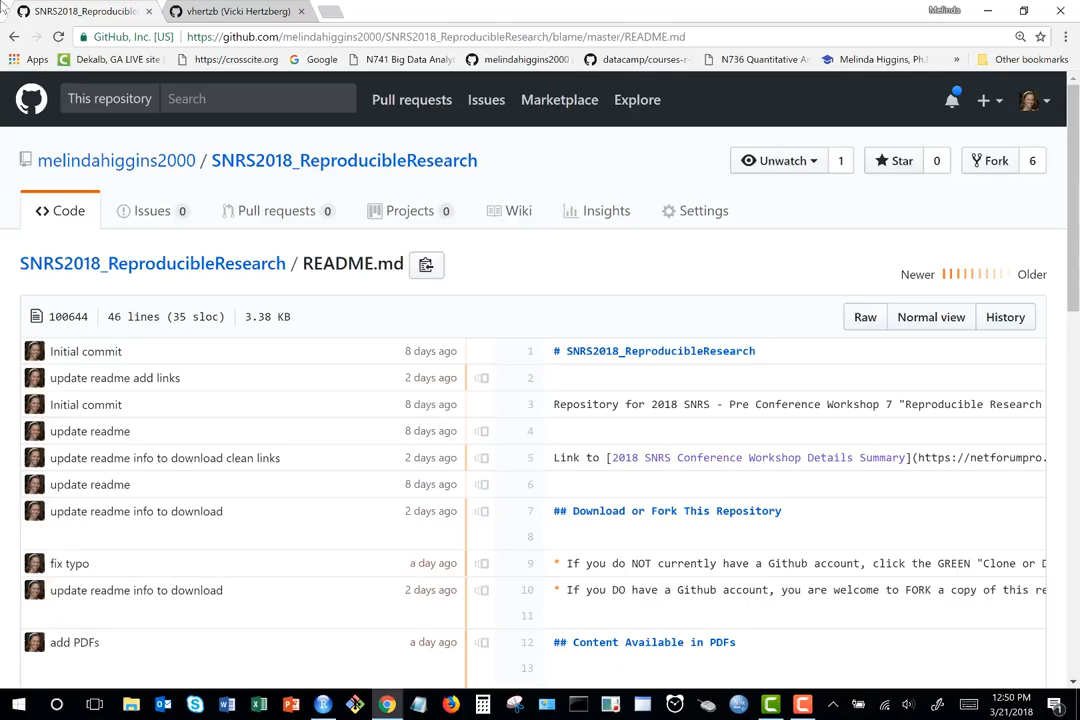 SNRS2018_ReproducibleResea
vhertzb (Vicki Hertzberg)
Melinda
GitHub, Inc. [US]
https://github.com/melindahiggins2000/SNRS2018_ReproducibleResearch/blame/master/README.md
Apps
Dekalb, GA LIVE site
https://crosscite.org
Google
N741 Big Data Analyt
melindahiggins2000
datacamp/courses-r-
N736 Quantitative An
Melinda Higgins, Ph.
»
Other bookmarks
This repository
Search
Pull requests
Issues
Marketplace
Explore
melindahiggins2000 / SNRS2018_ReproducibleResearch
Unwatch
1
Star
0
Fork
6
Code
Issues 0
Pull requests 0
Projects 0
Wiki
Insights
Settings
SNRS2018_ReproducibleResearch / README.md
Newer
Older
100644
46 lines (35 sloc)
3.38 KB
Raw
Normal view
History
Initial commit 8 days ago 1 # SNRS2018_ReproducibleResearch
update readme add links 2 days ago 2
Initial commit 8 days ago 3 Repository for 2018 SNRS - Pre Conference Workshop 7 "Reproducible Research
update readme 8 days ago 4
update readme info to download clean links 2 days ago 5 Link to [2018 SNRS Conference Workshop Details Summary](https://netforumpro.
update readme 8 days ago 6
update readme info to download 2 days ago 7 ## Download or Fork This Repository
8
fix typo a day ago 9 * If you do NOT currently have a Github account, click the GREEN "Clone or D
update readme info to download 2 days ago 10 * If you DO have a Github account, you are welcome to FORK a copy of this re
11
add PDFs a day ago 12 ## Content Available in PDFs
13
12:50 PM
3/21/2018